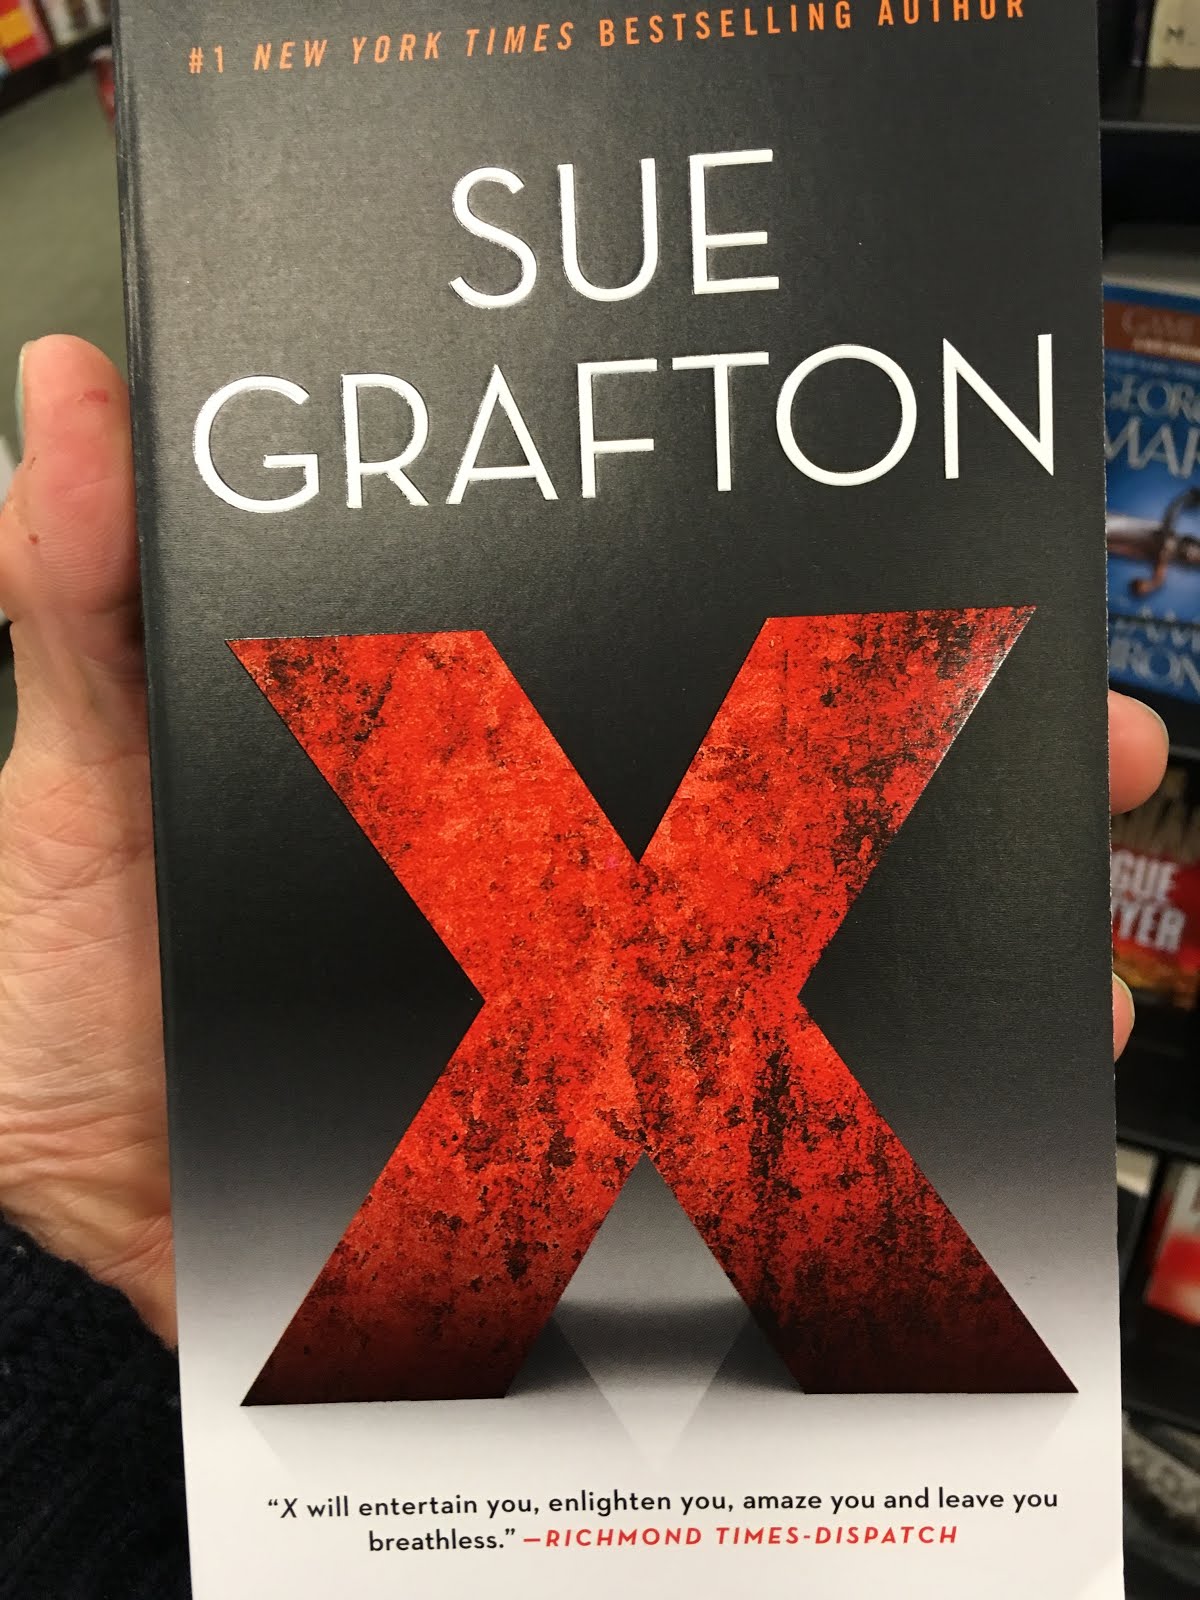 #1 NEW YORK TIMES BESTSELLING AUTHOR
SUE
GRAFTON
X
“X will entertain you, enlighten you, amaze you and leave you
breathless.” —RICHMOND TIMES-DISPATCH